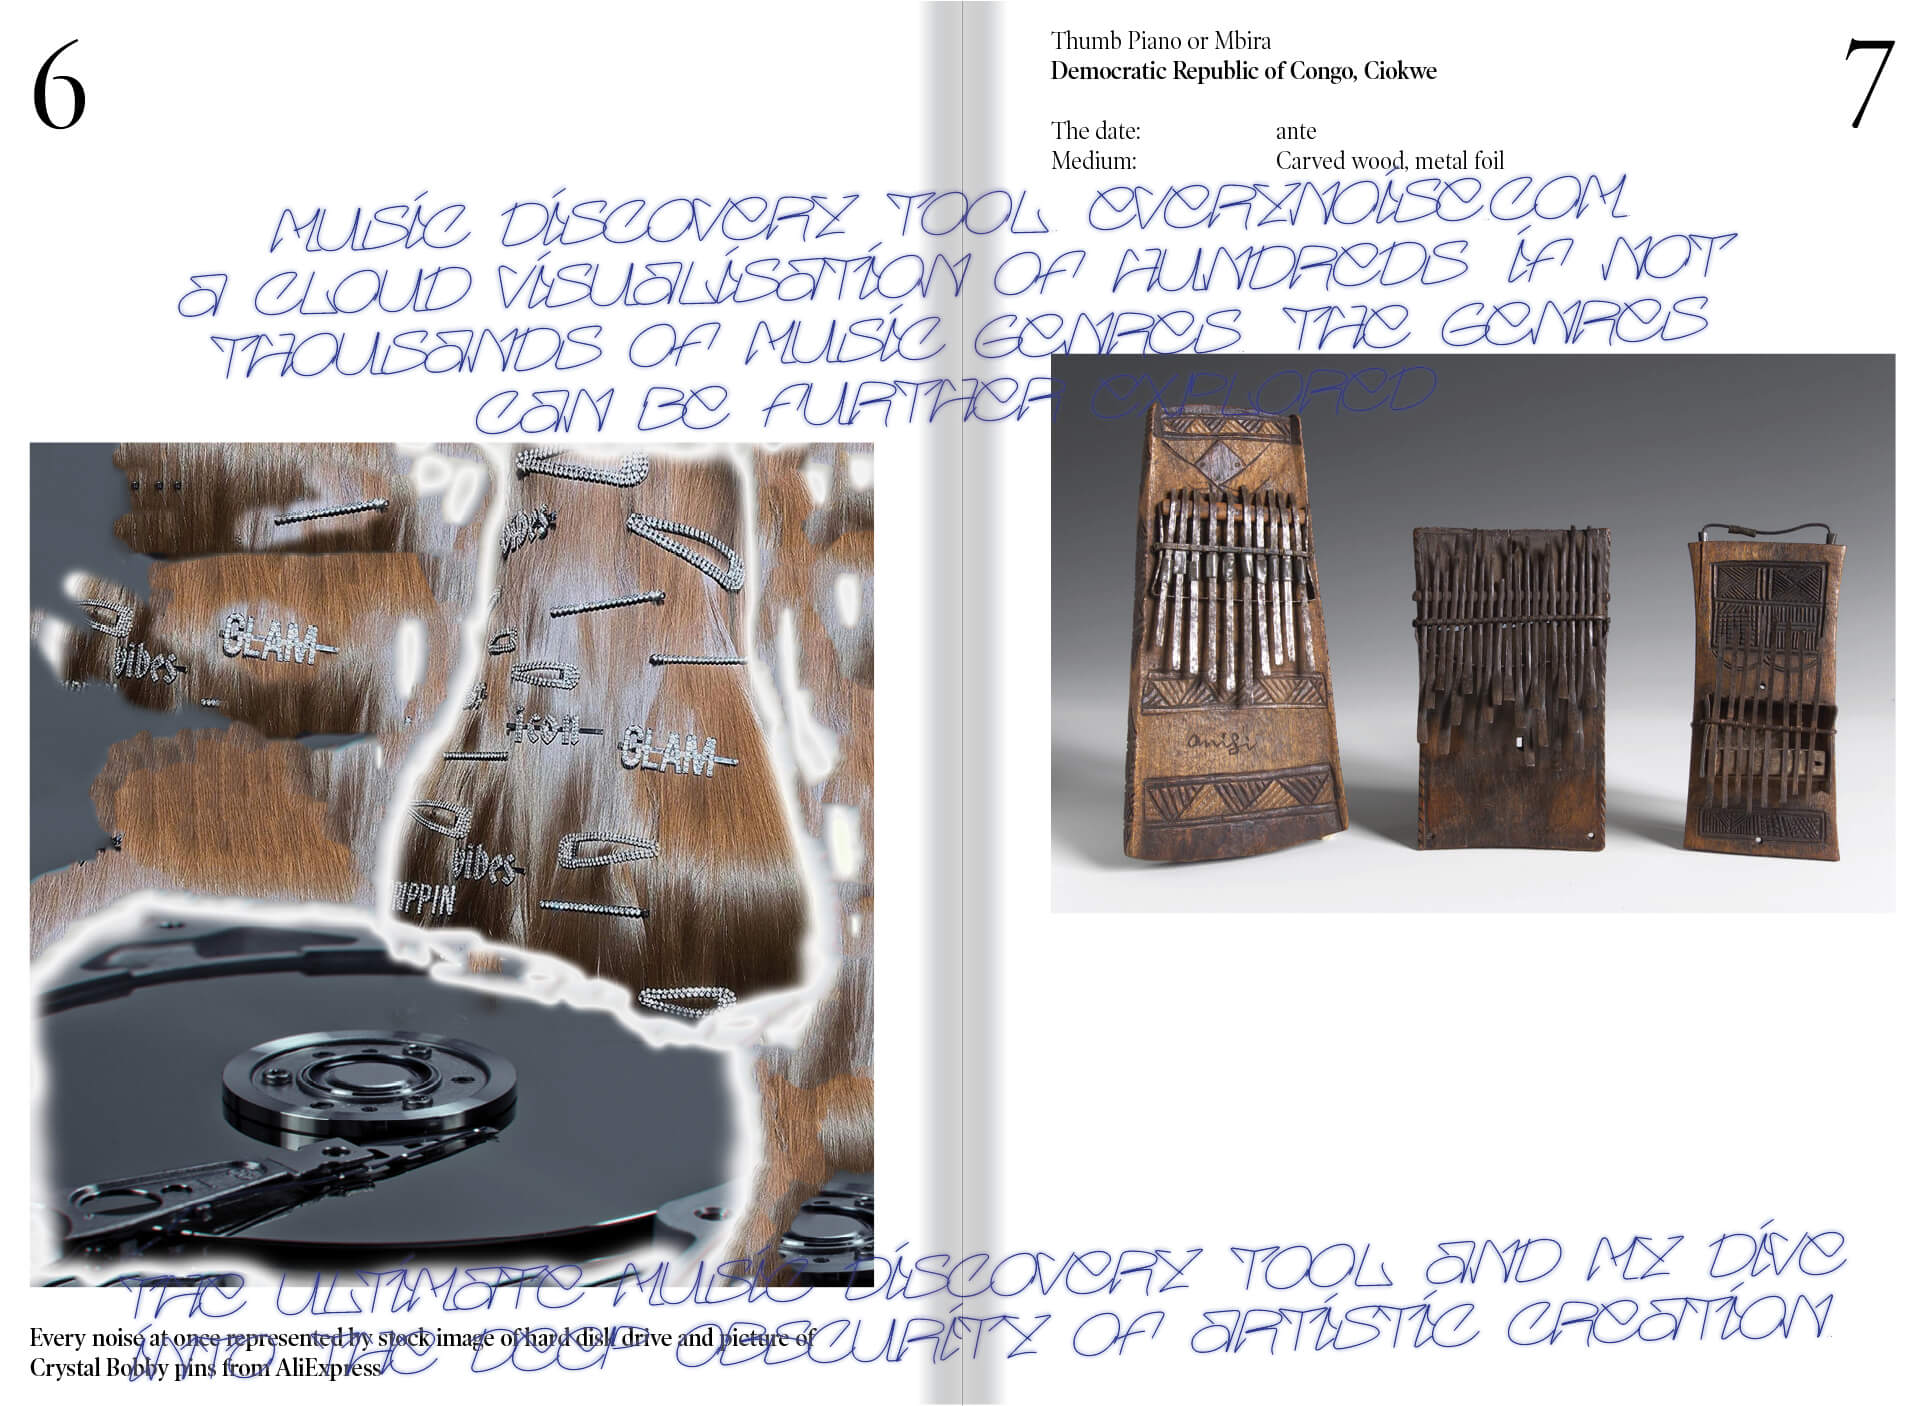 6
Thumb Piano or Mbira
Democratic Republic of Congo, Ciokwe
The date: ante
Medium: Carved wood, metal foil
7
MUSIC DISCOVERY TOOL EVERYNOISE.COM
A CLOUD VISUALISATION OF HUNDREDS IF NOT
THOUSANDS OF MUSIC GENRES. THE GENRES
CAN BE FURTHER EXPLORED
vibes
GLAM
icon
GLAM
vibes
anisi
THE ULTIMATE MUSIC DISCOVERY TOOL AND MY DIVE
INTO THE DEEP OBSCURITY OF ARTISTIC CREATION.
Every noise at once represented by stock image of hard disk drive and picture of
Crystal Bobby pins from AliExpress